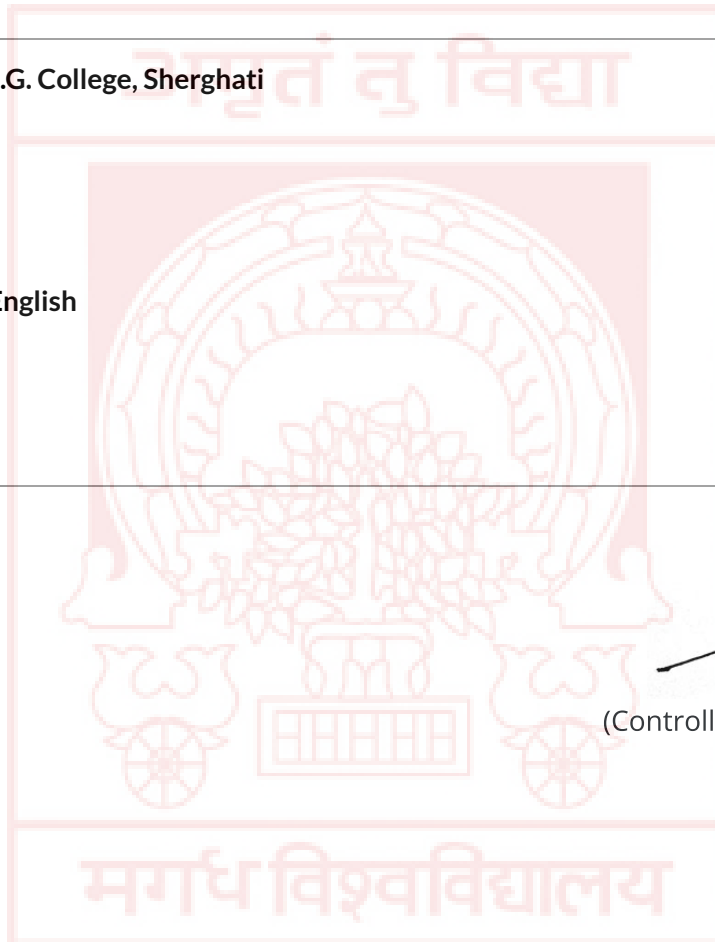 अमृतं तु विद्या
.G. College, Sherghati
English
(Controll
मगध विश्वविद्यालय